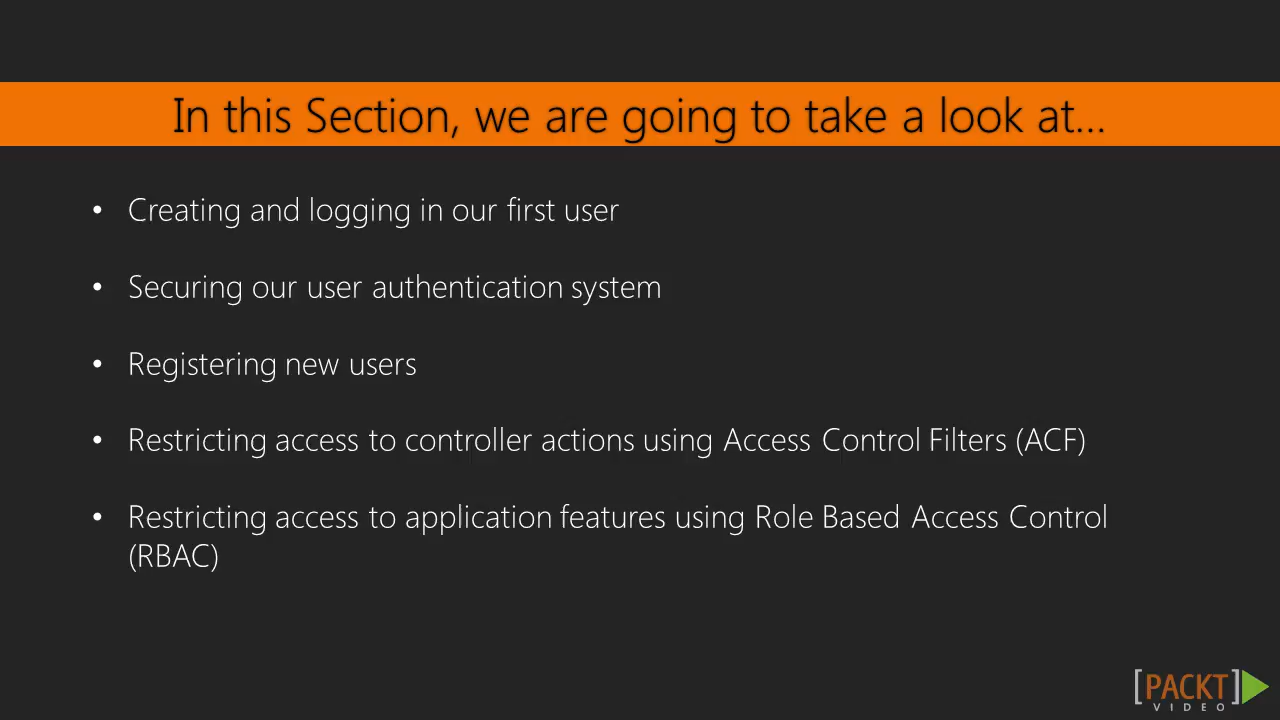 In this Section, we are going to take a look at...
• Creating and logging in our first user
• Securing our user authentication system
• Registering new users
• Restricting access to controller actions using Access Control Filters (ACF)
• Restricting access to application features using Role Based Access Control
(RBAC)
[PACKT]
VIDEO